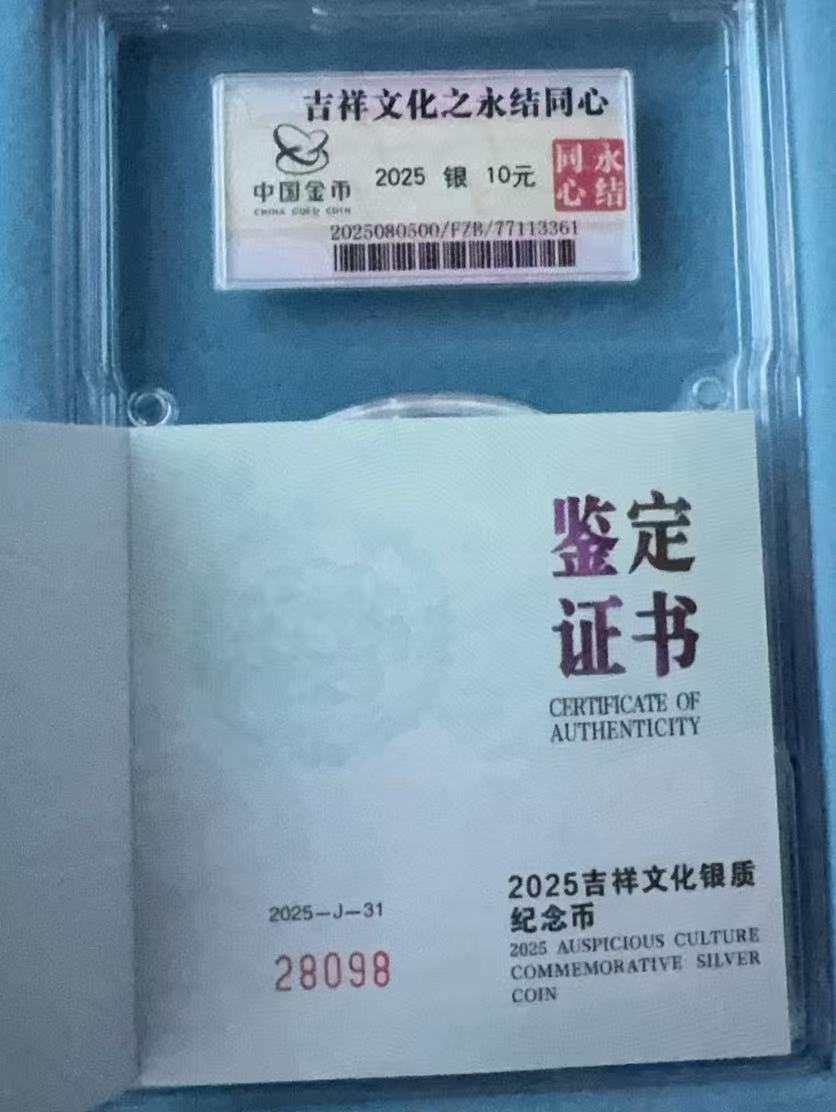 吉祥文化之永结同心
中国金币
CHINA GOLD COIN
2025 银 10元
永结
同心
2025080500/FZB/77113361
鉴定
证书
CERTIFICATE OF
AUTHENTICITY
2025吉祥文化银质
纪念币
2025 AUSPICIOUS CULTURE
COMMEMORATIVE SILVER
COIN
2025-J-31
28098